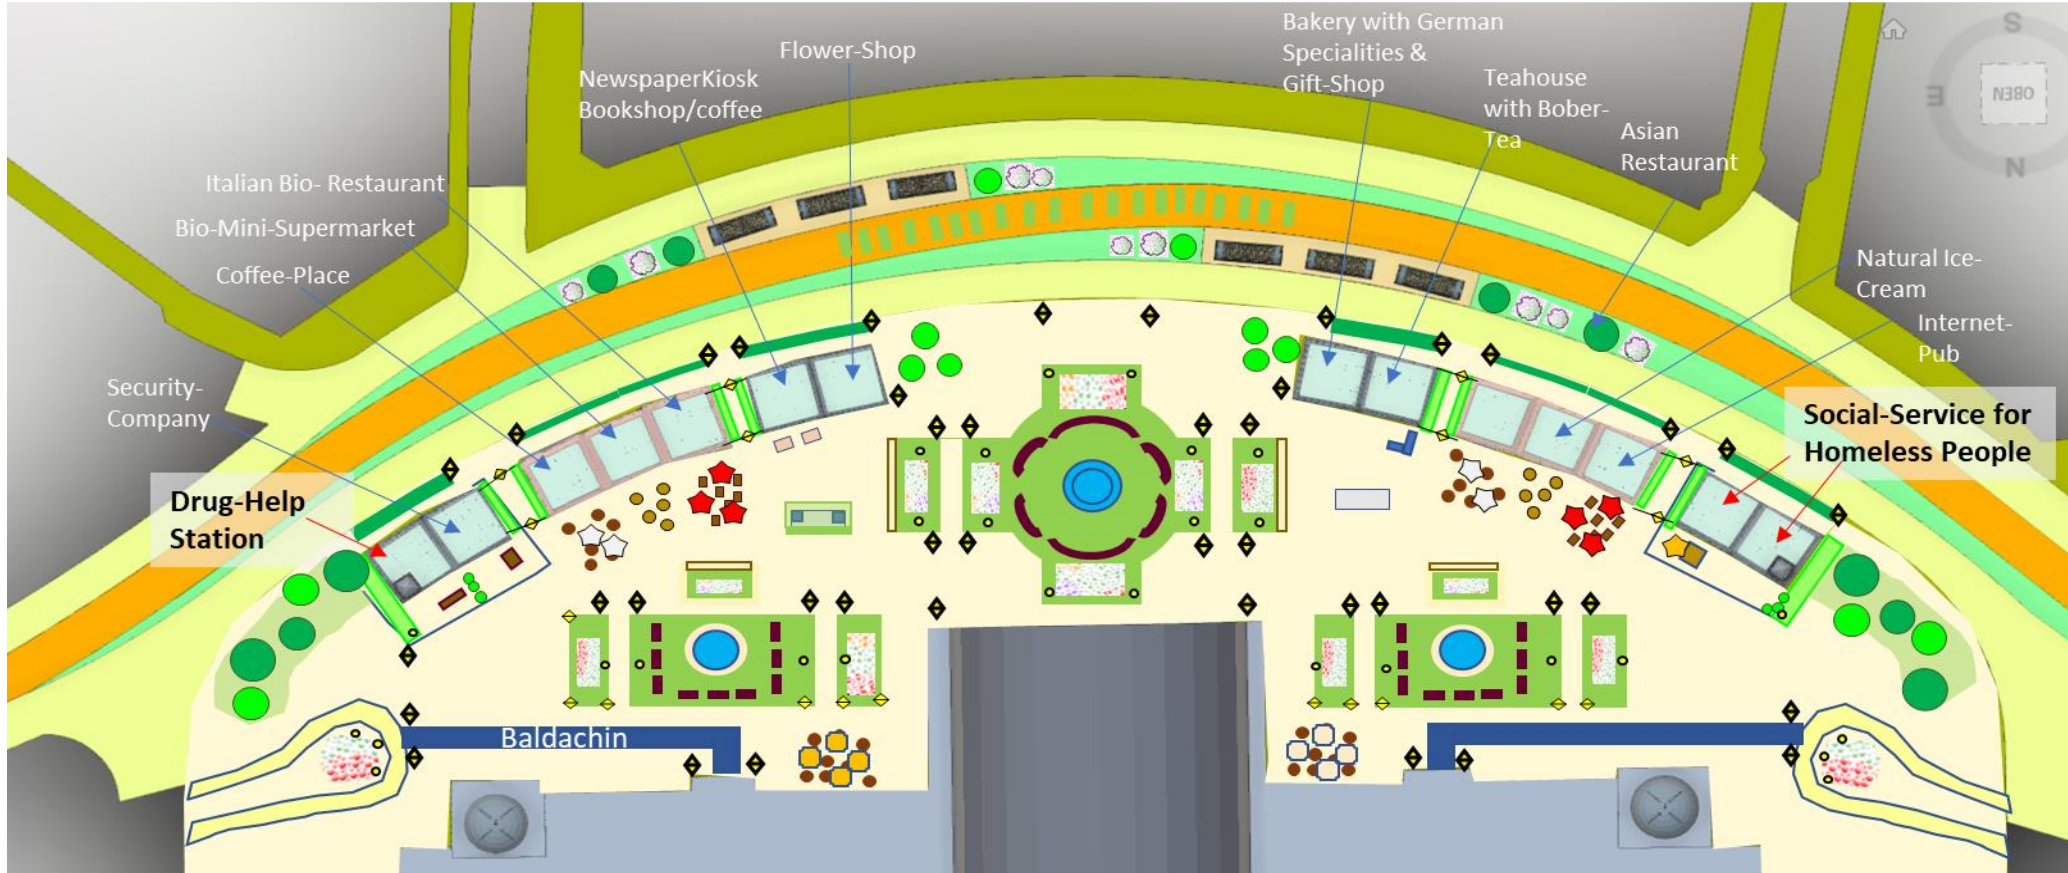 Bakery with German
Specialities &
Gift-Shop
Flower-Shop
NewspaperKiosk
Bookshop/coffee
Teahouse
with Bober-
Tea
Asian
Restaurant
Italian Bio- Restaurant
Bio-Mini-Supermarket
Coffee-Place
Natural Ice-
Cream
Internet-
Pub
Security-
Company
Social-Service for
Homeless People
Drug-Help
Station
Baldachin
S
E
OBEN
N